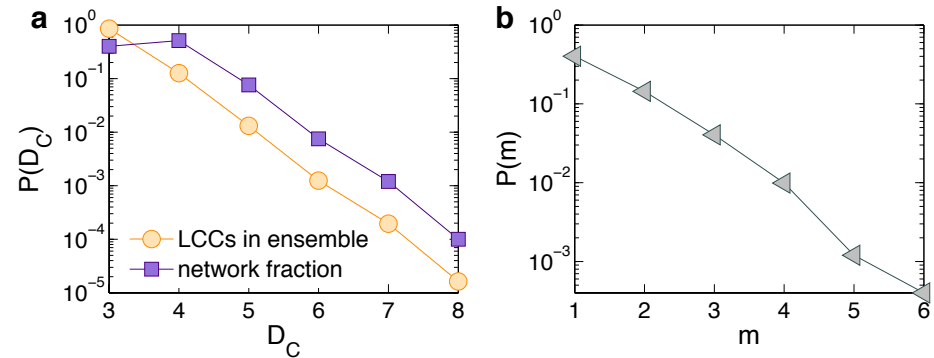 a
P(D_C)
10^0
10^-1
10^-2
10^-3
10^-4
10^-5
LCCs in ensemble
network fraction
3 4 5 6 7 8
D_C
b
P(m)
10^0
10^-1
10^-2
10^-3
1 2 3 4 5 6
m